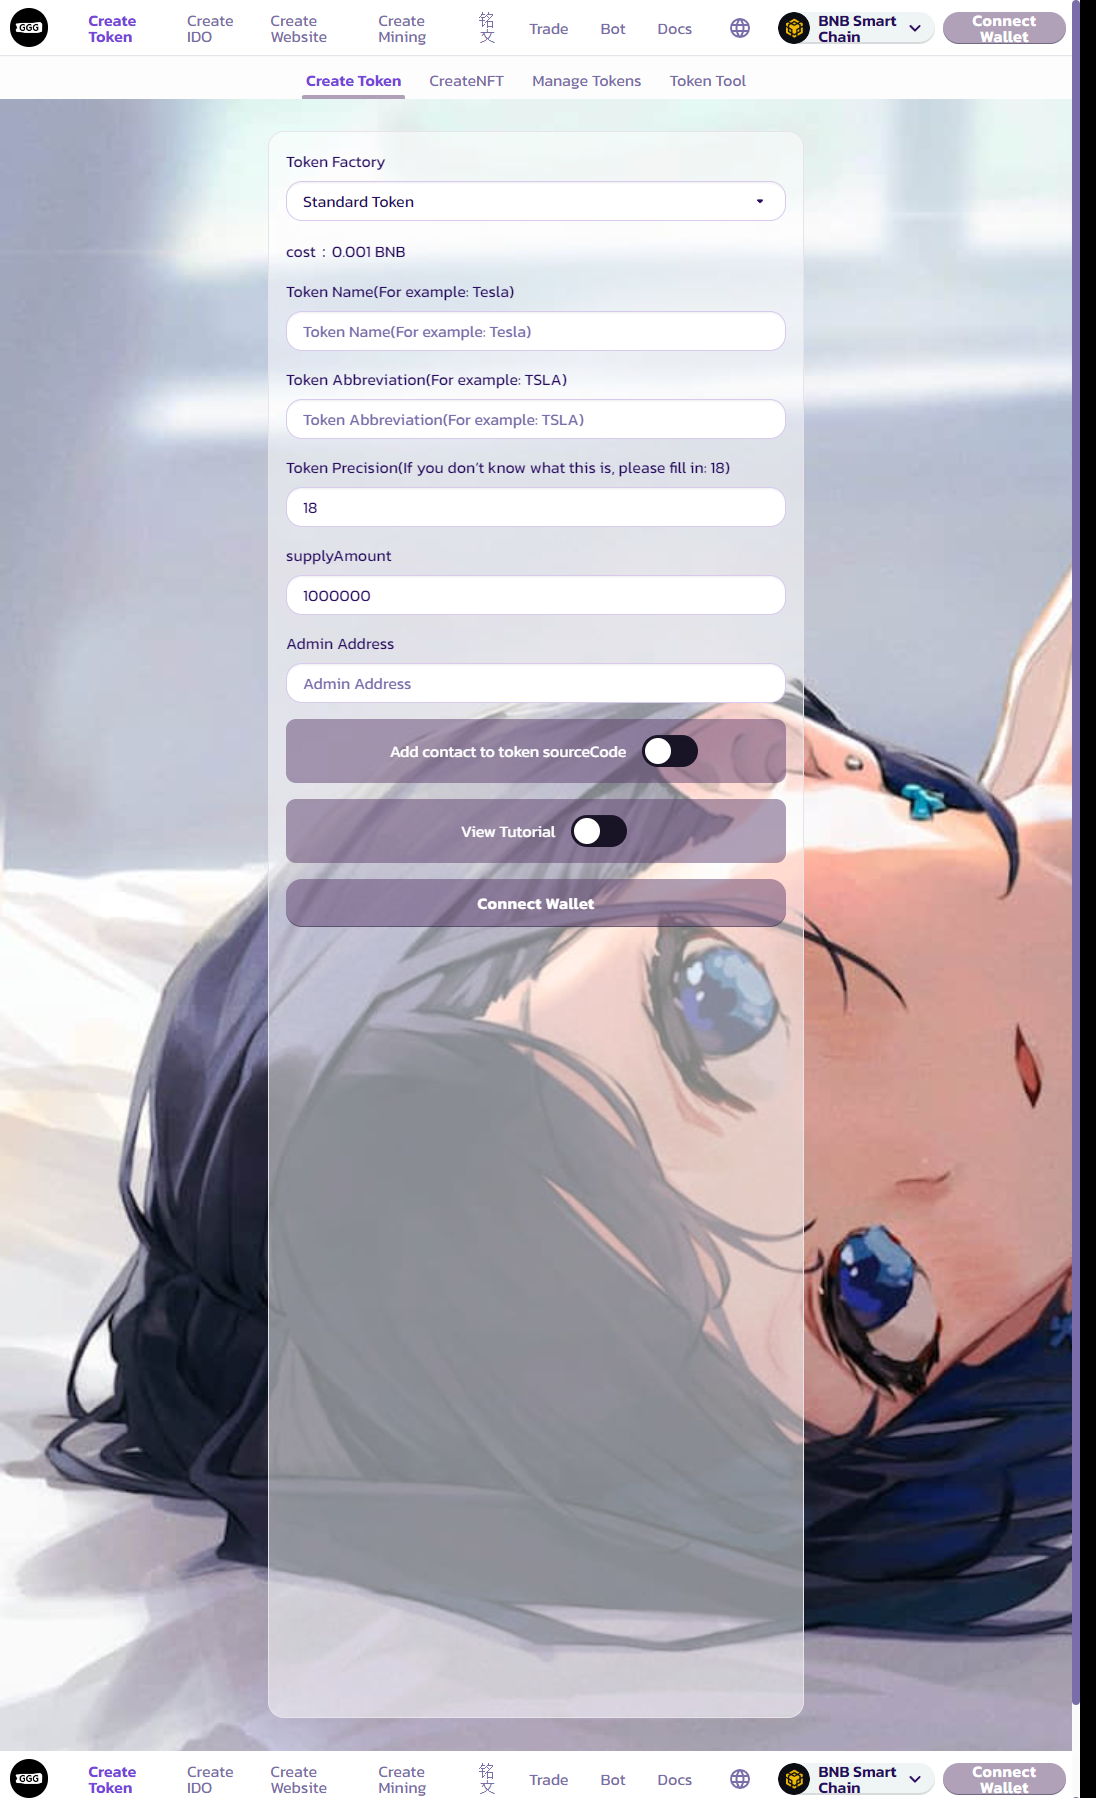 GGG
Create
Token
Create
IDO
Create
Website
Create
Mining
铭
文
Trade
Bot
Docs
BNB Smart
Chain
Connect
Wallet
Create Token
CreateNFT
Manage Tokens
Token Tool
Token Factory
Standard Token
cost：0.001 BNB
Token Name(For example: Tesla)
Token Name(For example: Tesla)
Token Abbreviation(For example: TSLA)
Token Abbreviation(For example: TSLA)
Token Precision(If you don't know what this is, please fill in: 18)
18
supplyAmount
1000000
Admin Address
Admin Address
Add contact to token sourceCode
View Tutorial
Connect Wallet
GGG
Create
Token
Create
IDO
Create
Website
Create
Mining
铭
文
Trade
Bot
Docs
BNB Smart
Chain
Connect
Wallet